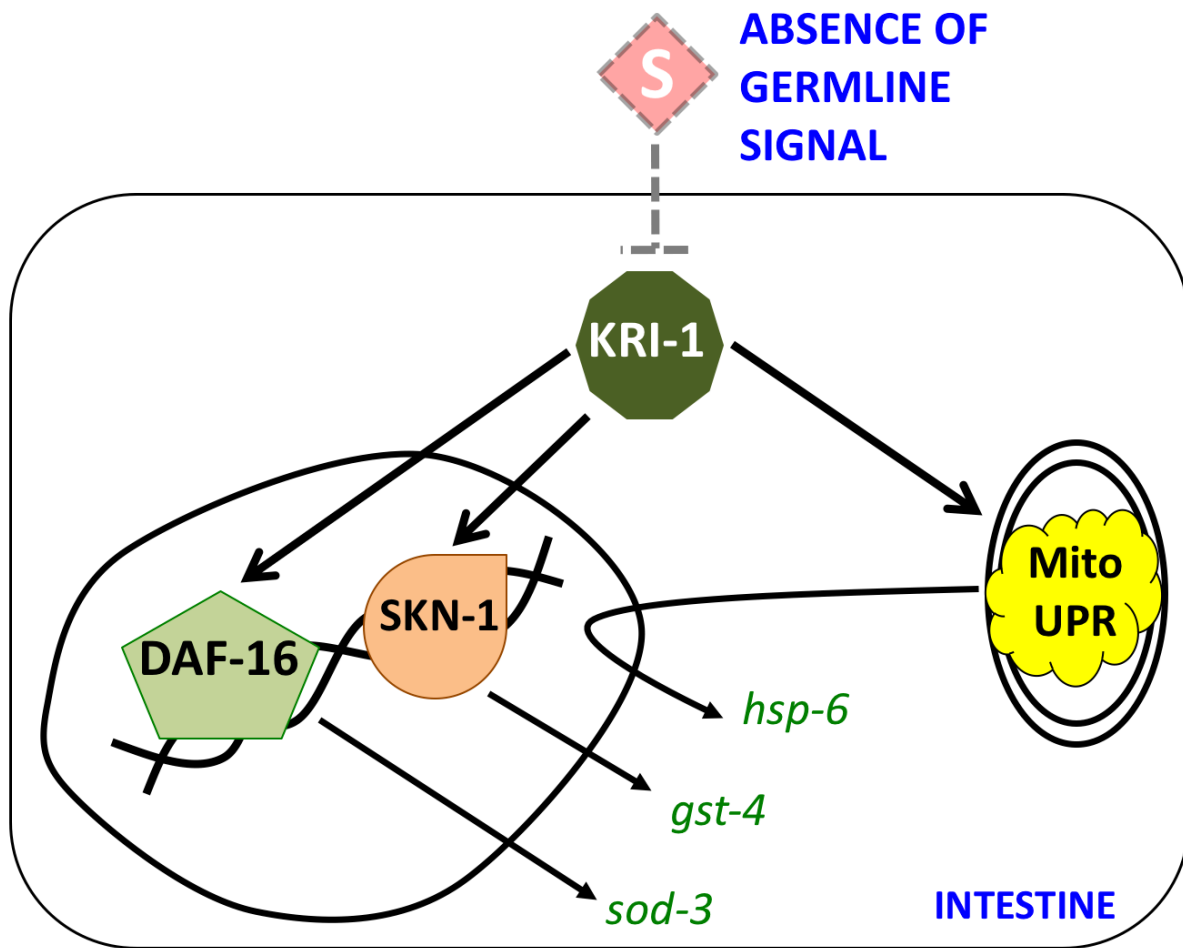 S
ABSENCE OF
GERMLINE
SIGNAL
KRI-1
Mito
UPR
SKN-1
DAF-16
hsp-6
gst-4
sod-3
INTESTINE